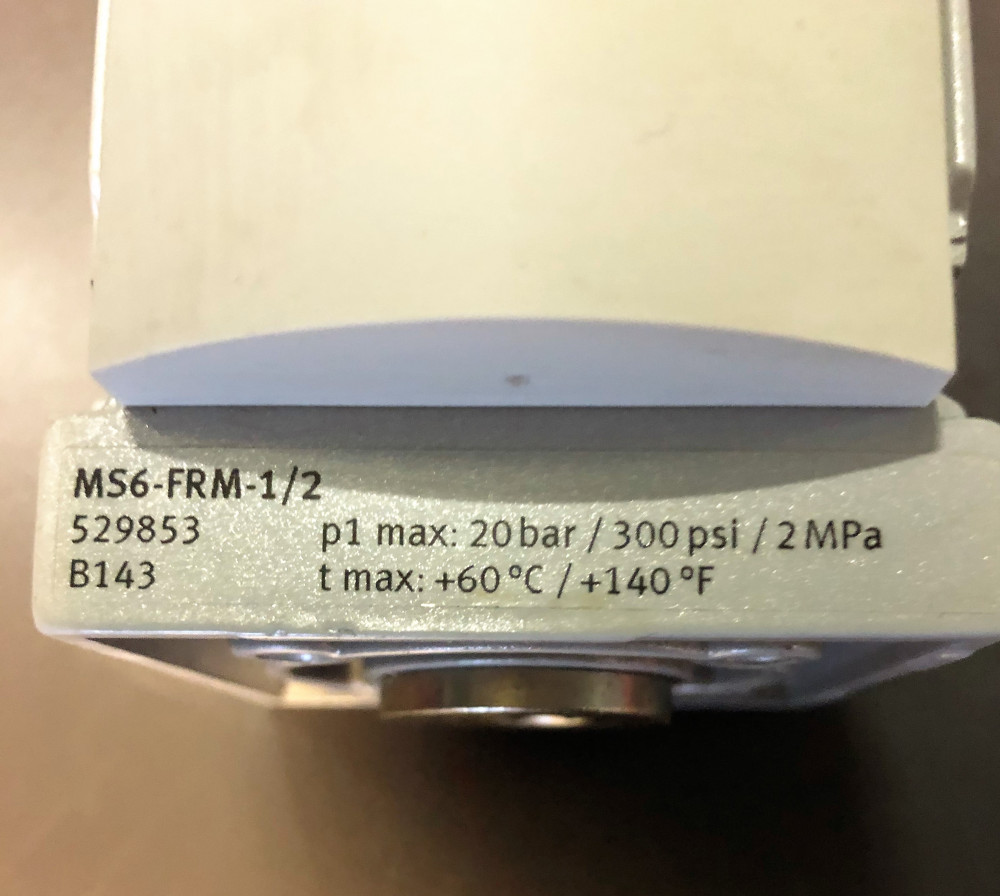 MS6-FRM-1/2
529853 p1 max: 20 bar / 300 psi / 2 MPa
B143 t max: +60 °C / +140 °F